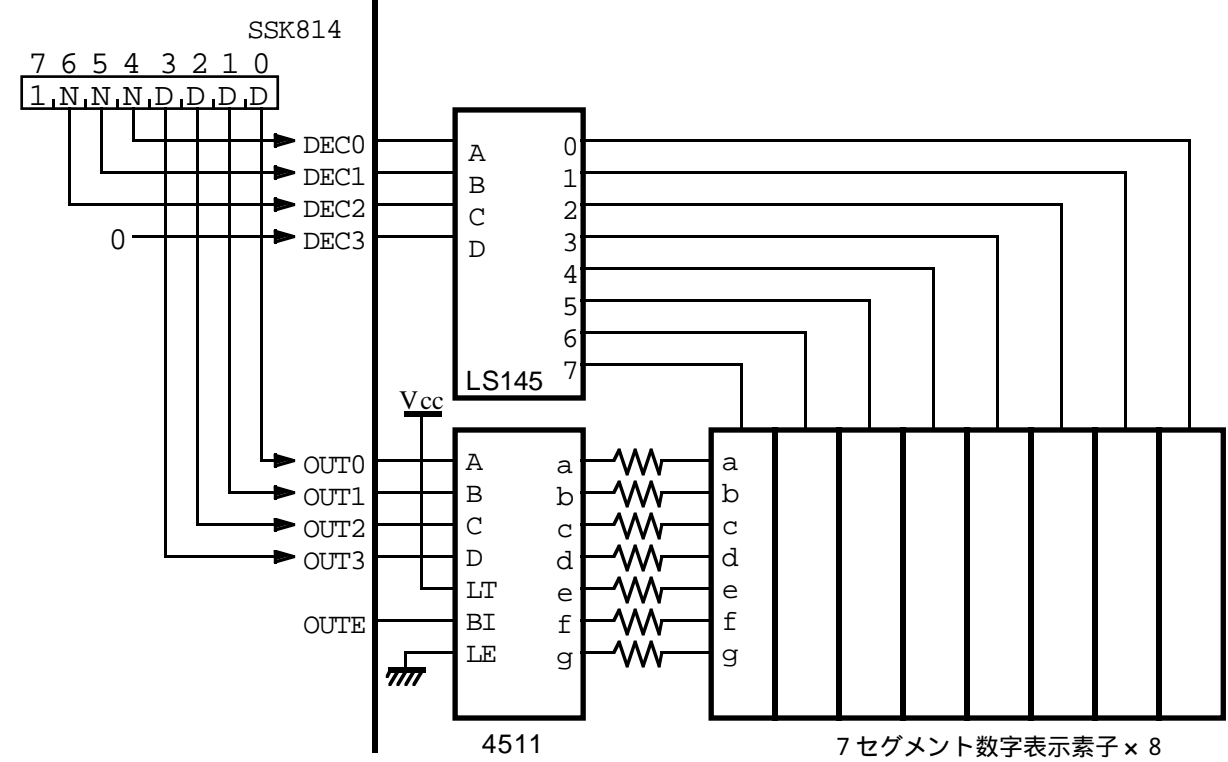 SSK814
7 6 5 4 3 2 1 0
1 N N N D D D D
DEC0
DEC1
DEC2
0
DEC3
A
B
C
D
0
1
2
3
4
5
6
7
LS145
Vcc
OUT0
OUT1
OUT2
OUT3
OUTE
A
B
C
D
LT
BI
LE
a
b
c
d
e
f
g
4511
a
b
c
d
e
f
g
7セグメント数字表示素子×8